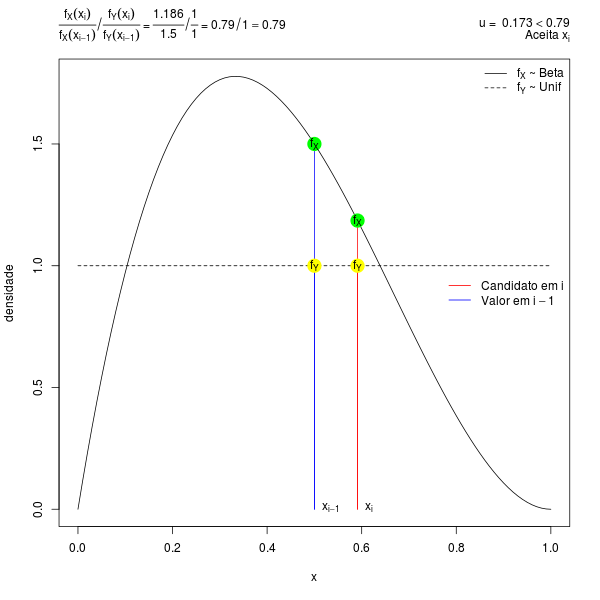 fX(xi)/fX(xi−1) / fY(xi)/fY(xi−1) = 1.186/1.5 / 1/1 = 0.79/1 = 0.79
u = 0.173 < 0.79
Aceita xi
fX ~ Beta
fY ~ Unif
1.5
1.0
0.5
0.0
densidade
fX
fX
fY
fY
Candidato em i
Valor em i − 1
xi−1
xi
0.0 0.2 0.4 0.6 0.8 1.0
x